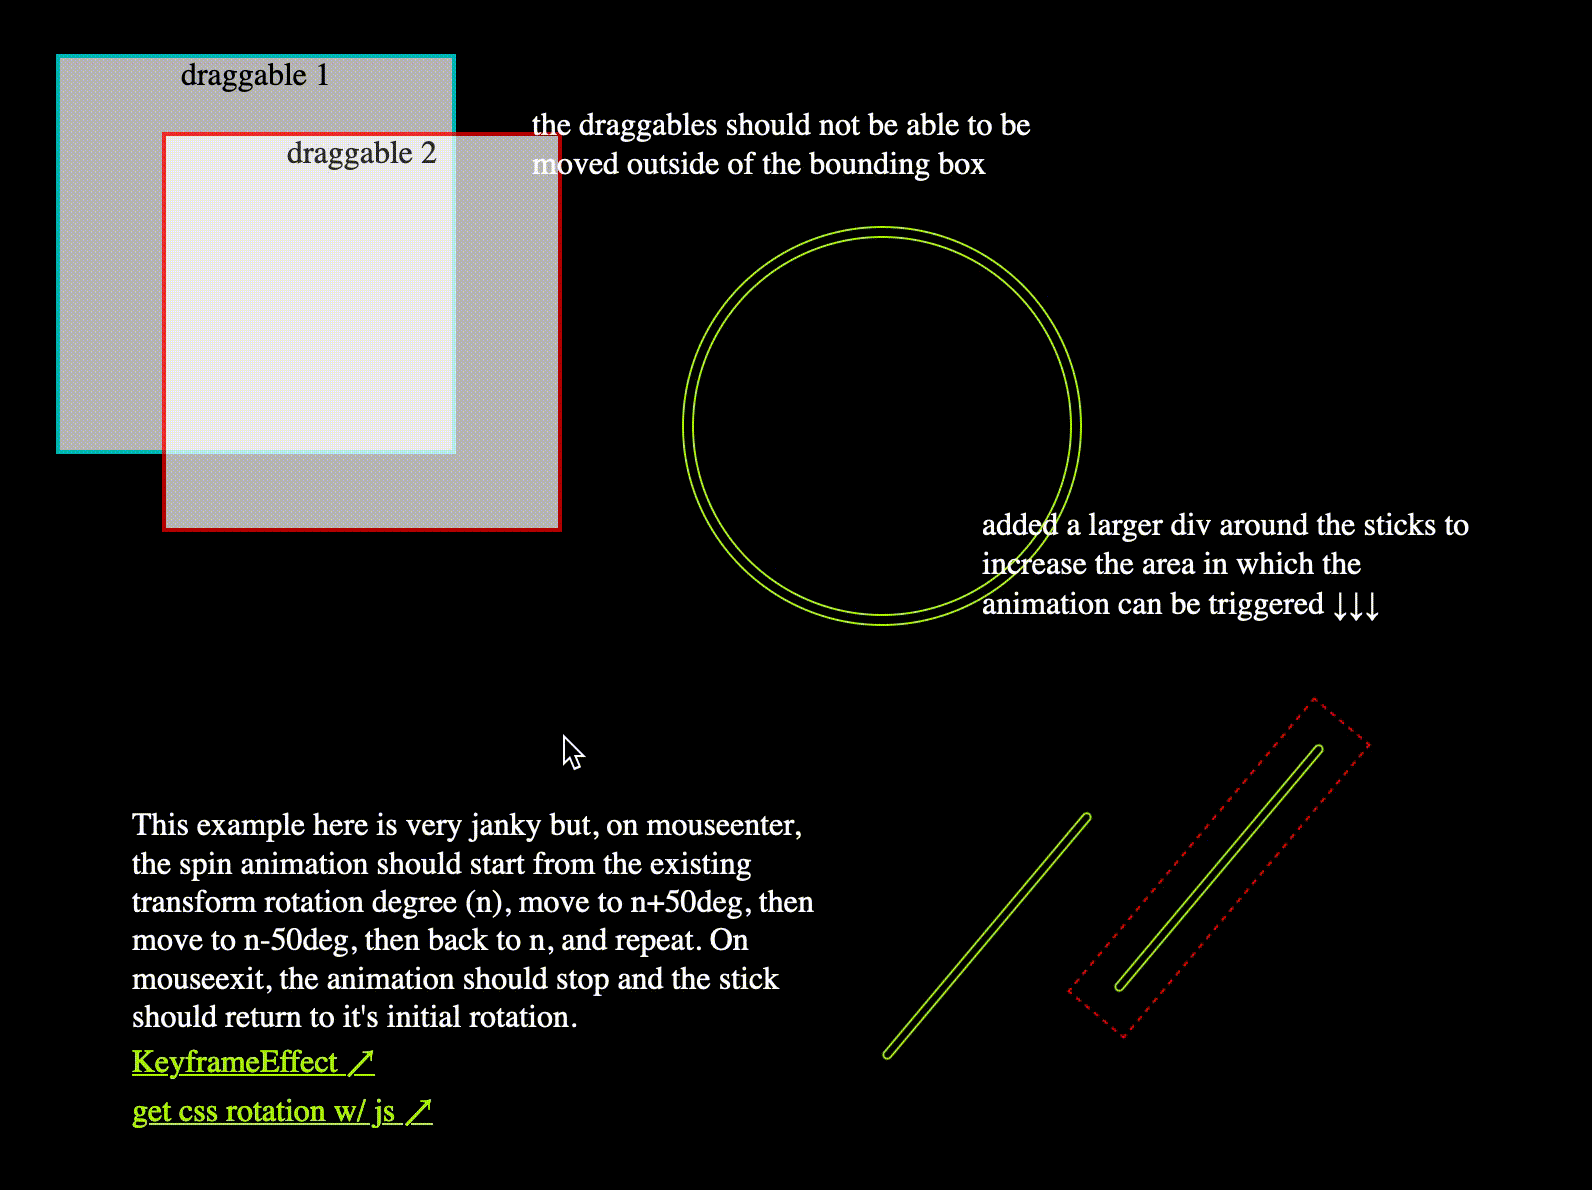 draggable 1
draggable 2
the draggables should not be able to be
moved outside of the bounding box
added a larger div around the sticks to
increase the area in which the
animation can be triggered ↓↓↓
This example here is very janky but, on mouseenter,
the spin animation should start from the existing
transform rotation degree (n), move to n+50deg, then
move to n-50deg, then back to n, and repeat. On
mouseexit, the animation should stop and the stick
should return to it's initial rotation.
KeyframeEffect ↗
get css rotation w/ js ↗